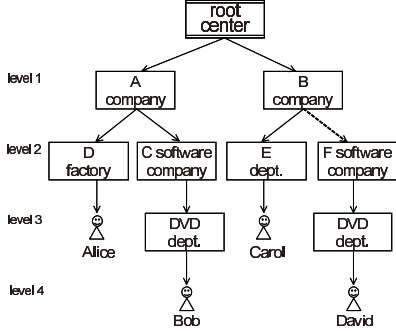 root
center
level 1
A
company
B
company
level 2
D
factory
C software
company
E
dept.
F software
company
level 3
Alice
DVD
dept.
Carol
DVD
dept.
level 4
Bob
David